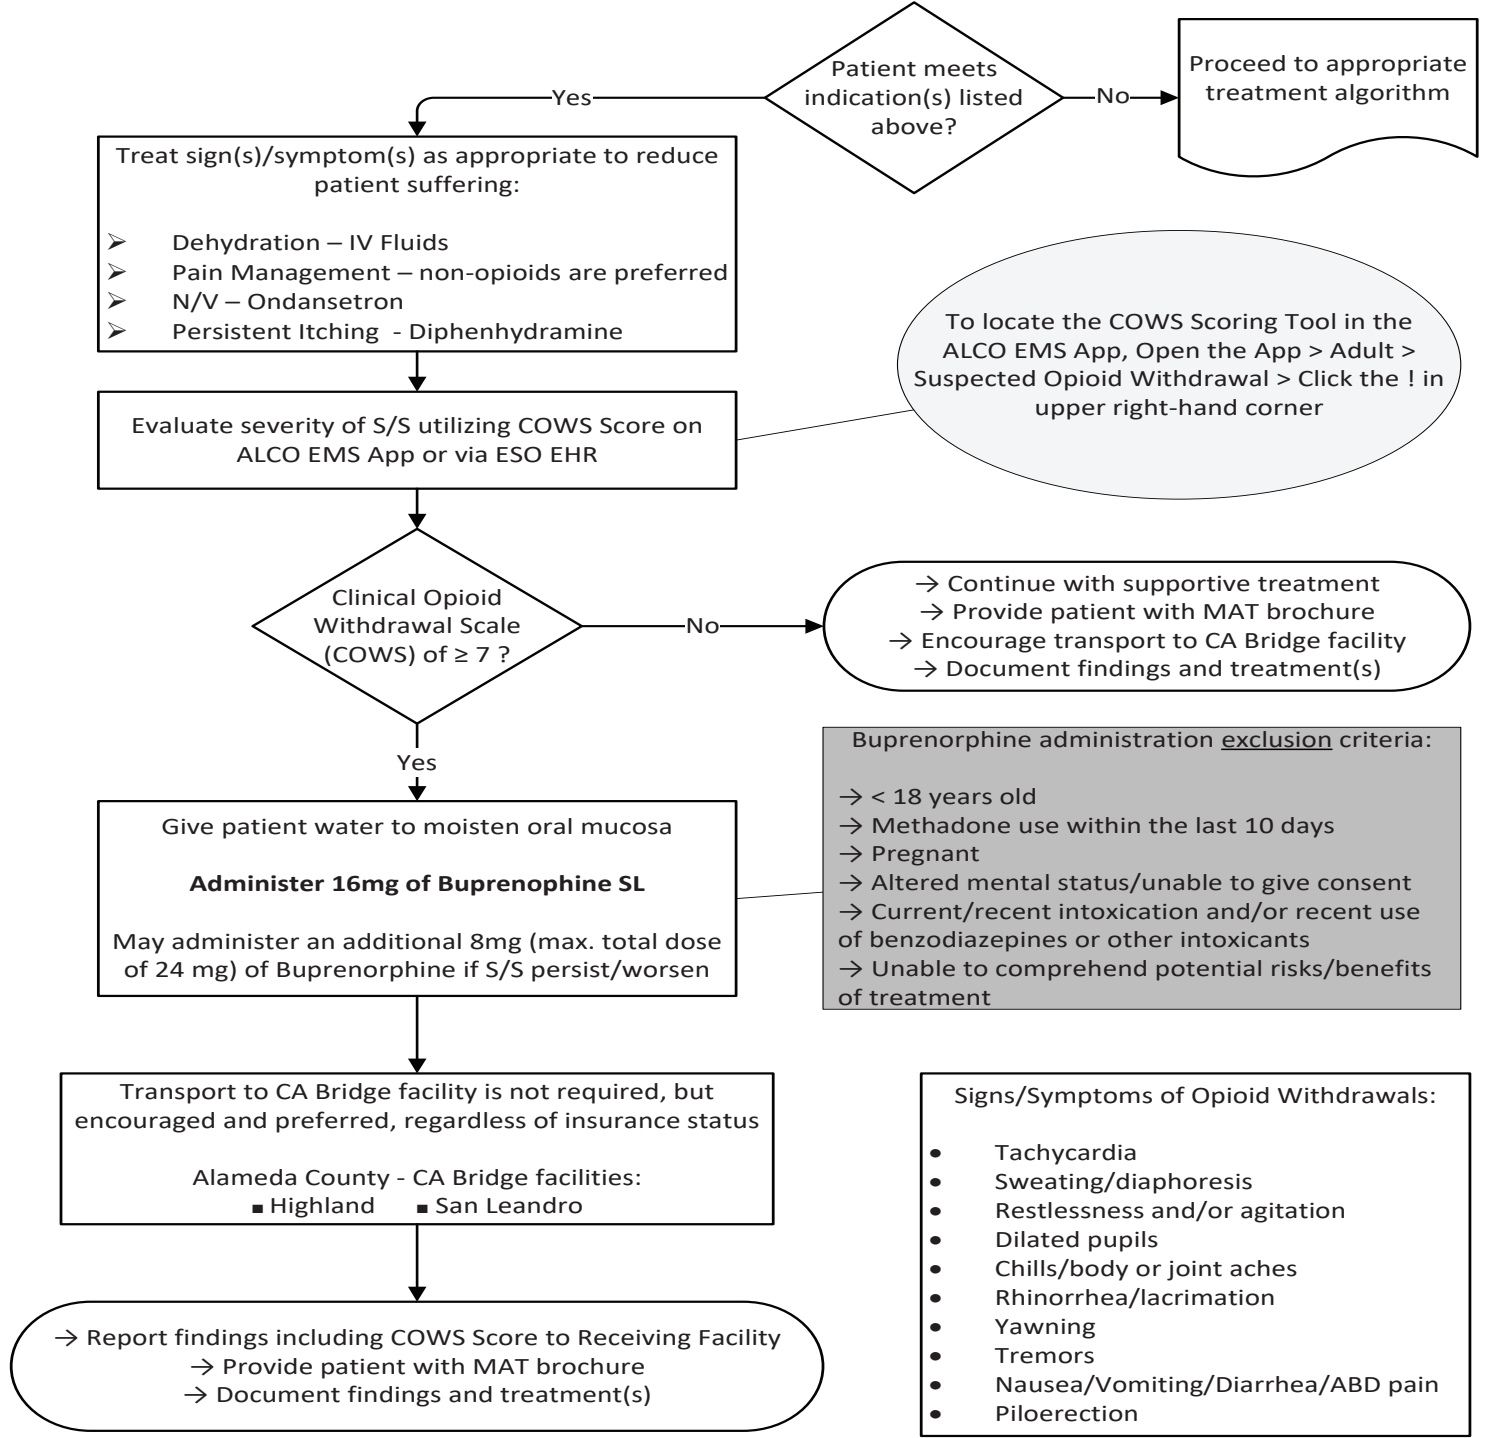 Patient meets
indication(s) listed
above?
Yes
No
Proceed to appropriate
treatment algorithm
Treat sign(s)/symptom(s) as appropriate to reduce
patient suffering:
➢ Dehydration – IV Fluids
➢ Pain Management – non-opioids are preferred
➢ N/V – Ondansetron
➢ Persistent Itching - Diphenhydramine
To locate the COWS Scoring Tool in the
ALCO EMS App, Open the App > Adult >
Suspected Opioid Withdrawal > Click the ! in
upper right-hand corner
Evaluate severity of S/S utilizing COWS Score on
ALCO EMS App or via ESO EHR
Clinical Opioid
Withdrawal Scale
(COWS) of ≥ 7 ?
No
→ Continue with supportive treatment
→ Provide patient with MAT brochure
→ Encourage transport to CA Bridge facility
→ Document findings and treatment(s)
Yes
Give patient water to moisten oral mucosa
Administer 16mg of Buprenophine SL
May administer an additional 8mg (max. total dose
of 24 mg) of Buprenorphine if S/S persist/worsen
Buprenorphine administration exclusion criteria:
→ < 18 years old
→ Methadone use within the last 10 days
→ Pregnant
→ Altered mental status/unable to give consent
→ Current/recent intoxication and/or recent use
of benzodiazepines or other intoxicants
→ Unable to comprehend potential risks/benefits
of treatment
Transport to CA Bridge facility is not required, but
encouraged and preferred, regardless of insurance status
Alameda County - CA Bridge facilities:
■ Highland ■ San Leandro
→ Report findings including COWS Score to Receiving Facility
→ Provide patient with MAT brochure
→ Document findings and treatment(s)
Signs/Symptoms of Opioid Withdrawals:
• Tachycardia
• Sweating/diaphoresis
• Restlessness and/or agitation
• Dilated pupils
• Chills/body or joint aches
• Rhinorrhea/lacrimation
• Yawning
• Tremors
• Nausea/Vomiting/Diarrhea/ABD pain
• Piloerection